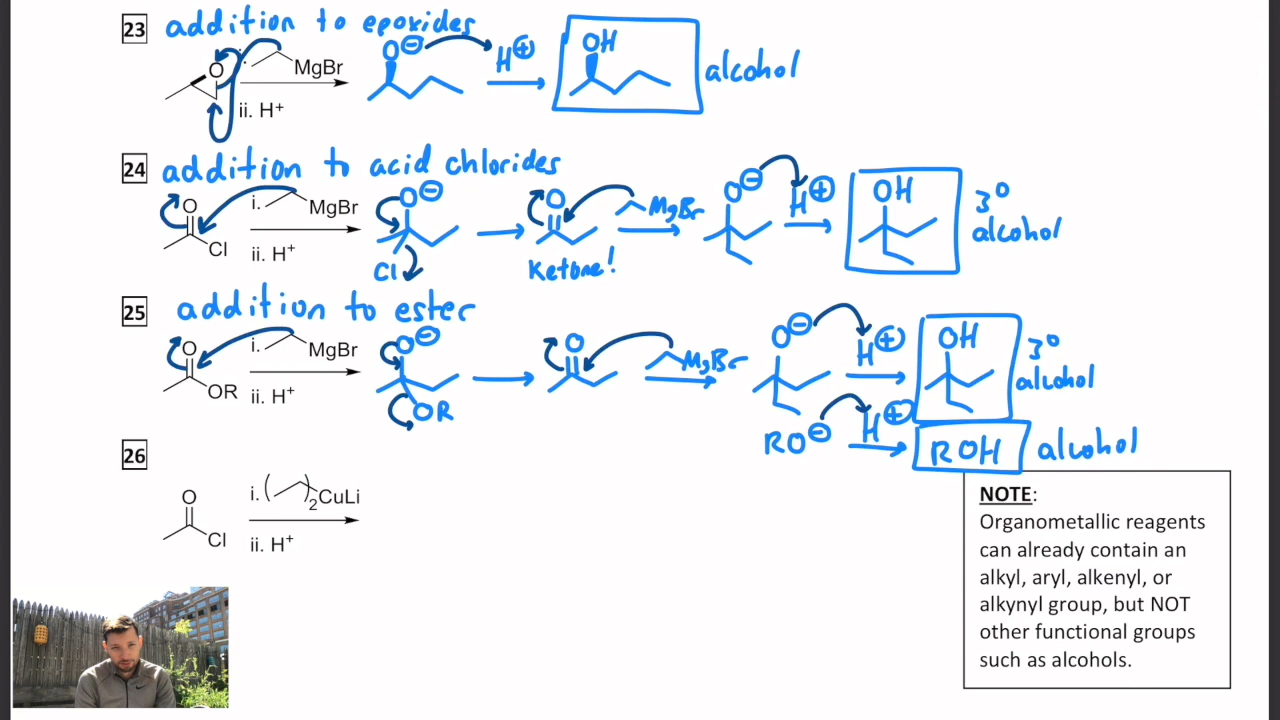 23 addition to epoxides
O i. MgBr
ii. H+
O⊖ H⊕
OH alcohol
24 addition to acid chlorides
O Cl i. MgBr
ii. H+
O⊖ Cl
O MgBr
Ketone!
O⊖ H⊕
OH 3° alcohol
25 addition to ester
O OR i. MgBr
ii. H+
O⊖ OR
O MgBr
O⊖ H⊕
OH 3° alcohol
RO⊖ H⊕
ROH alcohol
26
O Cl i. ( )2CuLi
ii. H+
NOTE:
Organometallic reagents
can already contain an
alkyl, aryl, alkenyl, or
alkynyl group, but NOT
other functional groups
such as alcohols.